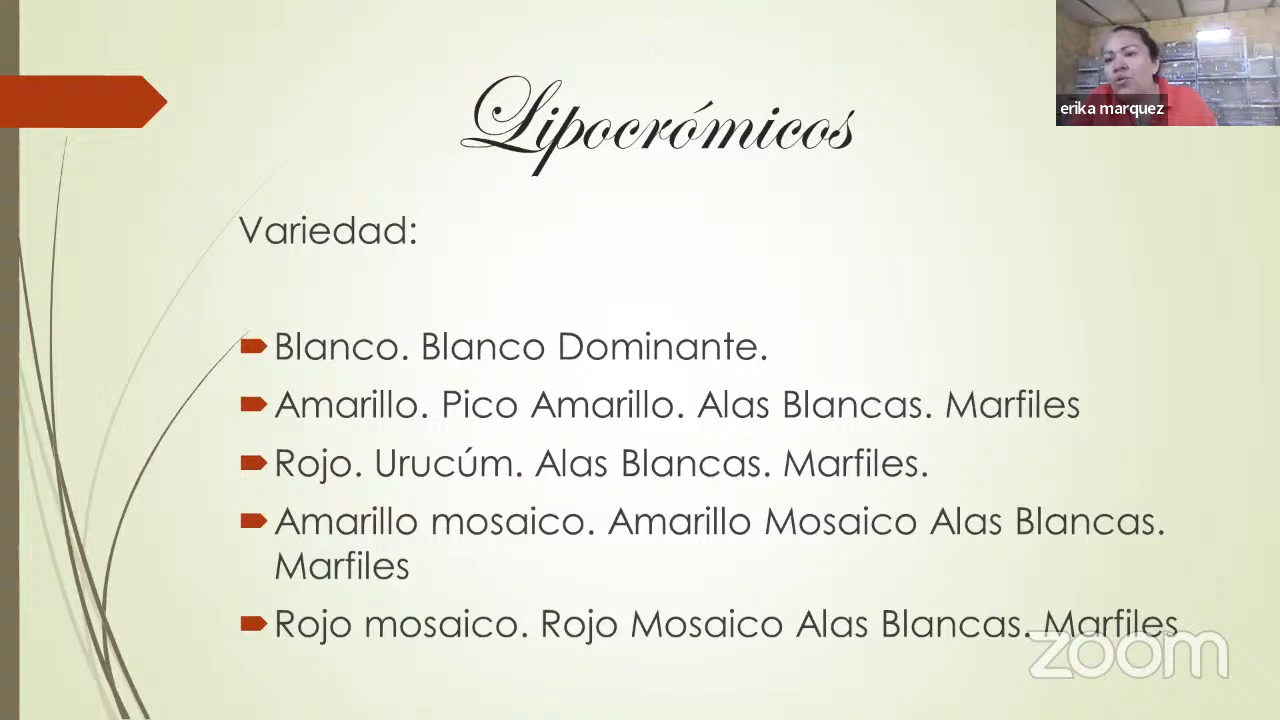 erika marquez
Lipocrómicos
Variedad:
Blanco. Blanco Dominante.
Amarillo. Pico Amarillo. Alas Blancas. Marfiles
Rojo. Urucúm. Alas Blancas. Marfiles.
Amarillo mosaico. Amarillo Mosaico Alas Blancas.
Marfiles
Rojo mosaico. Rojo Mosaico Alas Blancas. Marfiles
zoom